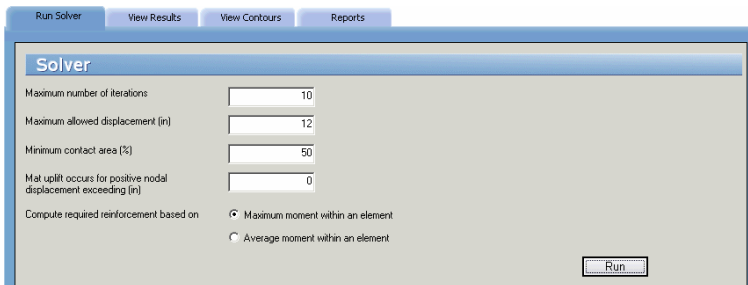 Run Solver View Results View Contours Reports
Solver
Maximum number of iterations 10
Maximum allowed displacement (in) 12
Minimum contact area (%) 50
Mat uplift occurs for positive nodal
displacement exceeding (in) 0
Compute required reinforcement based on Maximum moment within an element
Average moment within an element
Run